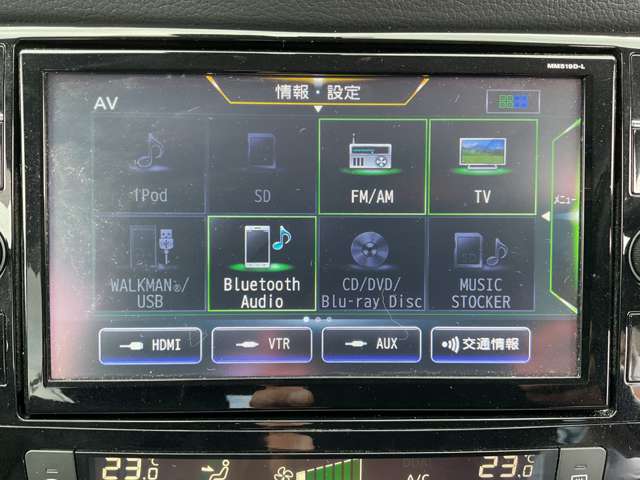 MM519D-L
情報・設定
AV
iPod
SD
FM/AM
TV
メニュー
WALKMAN®/
USB
Bluetooth
Audio
CD/DVD/
Blu-ray Disc
MUSIC
STOCKER
HDMI
VTR
AUX
交通情報
23.0
A/C
23.0